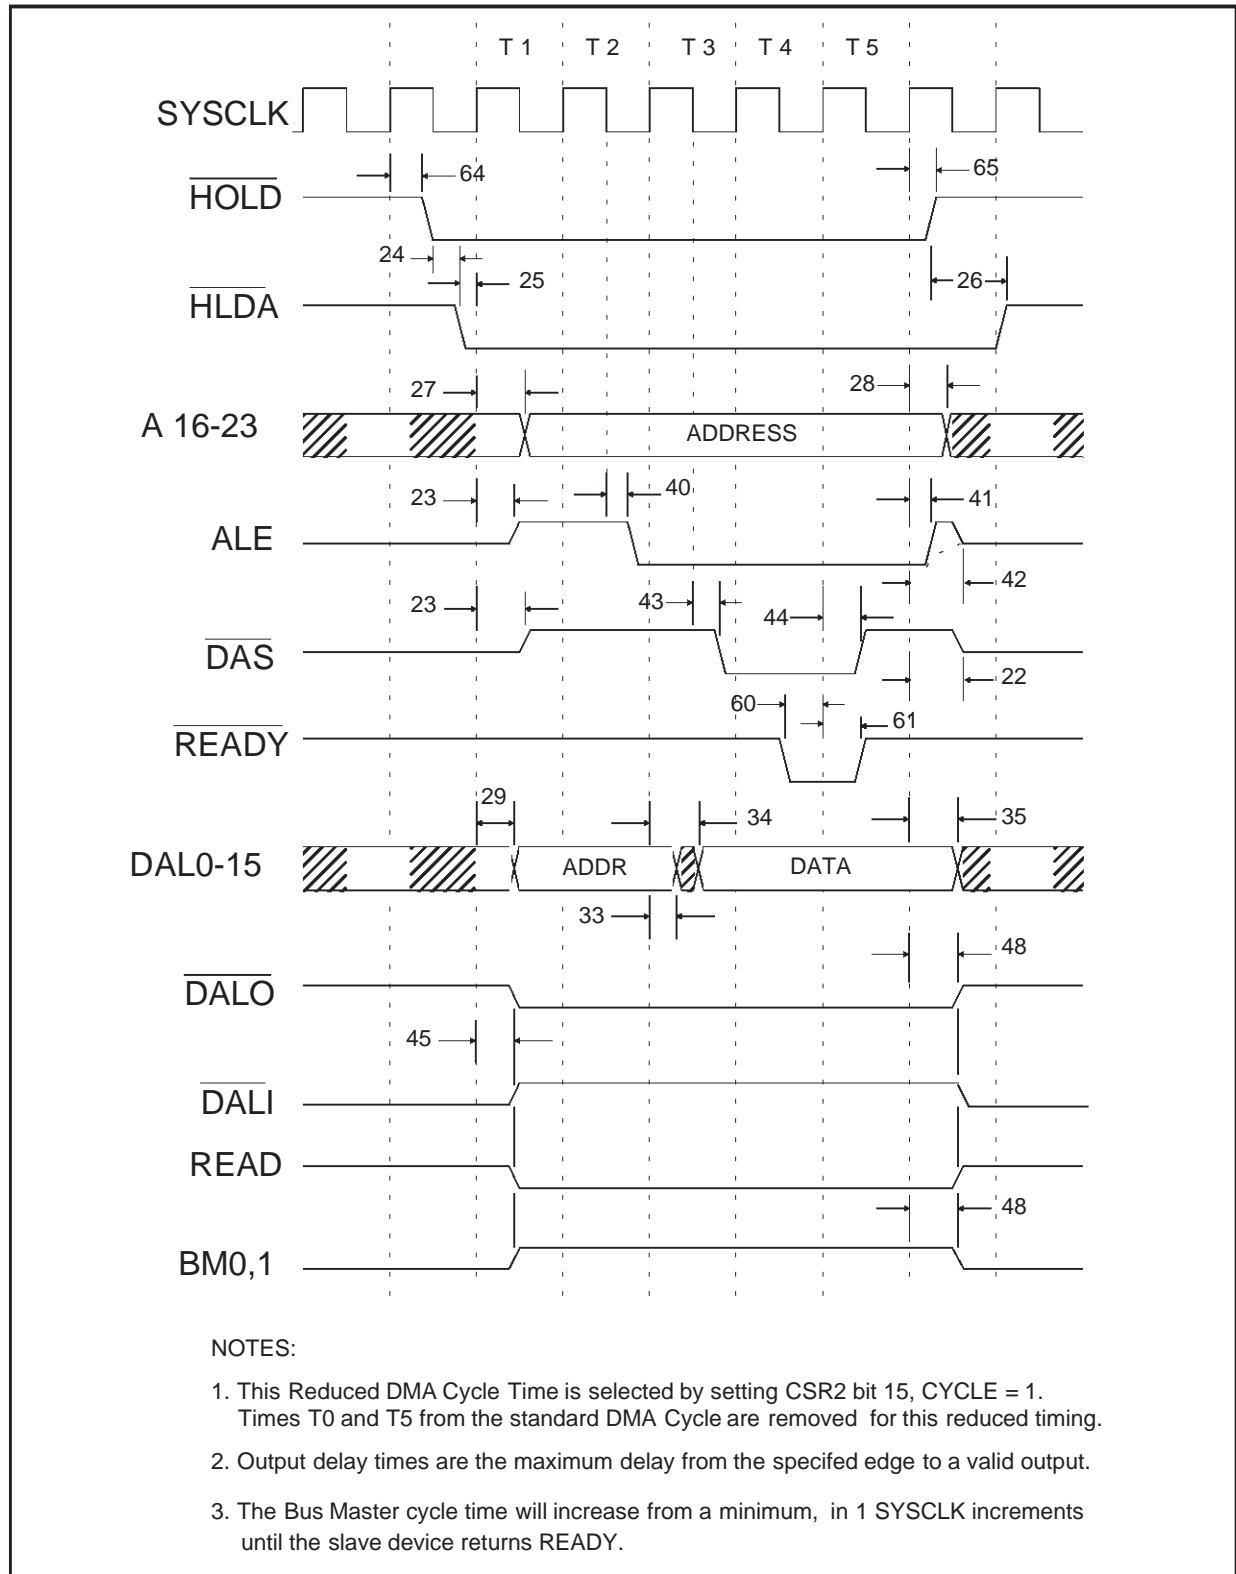 T 1 T 2 T 3 T 4 T 5
SYSCLK
64 65
HOLD
24 25 26
HLDA
27 28
A 16-23 ADDRESS
23 40 41
ALE
42
23 43 44
DAS
22
60 61
READY
29 34 35
DAL0-15 ADDR DATA
33
48
DALO
45
DALI
READ
48
BM0,1
NOTES:
1. This Reduced DMA Cycle Time is selected by setting CSR2 bit 15, CYCLE = 1.
Times T0 and T5 from the standard DMA Cycle are removed for this reduced timing.
2. Output delay times are the maximum delay from the specifed edge to a valid output.
3. The Bus Master cycle time will increase from a minimum, in 1 SYSCLK increments
until the slave device returns READY.